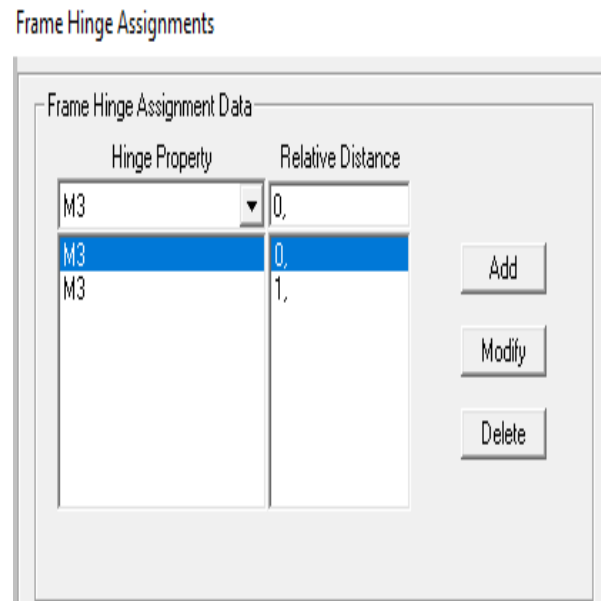 Frame Hinge Assignments
Frame Hinge Assignment Data
Hinge Property Relative Distance
M3 0,
M3 0,
M3 1,
Add
Modify
Delete